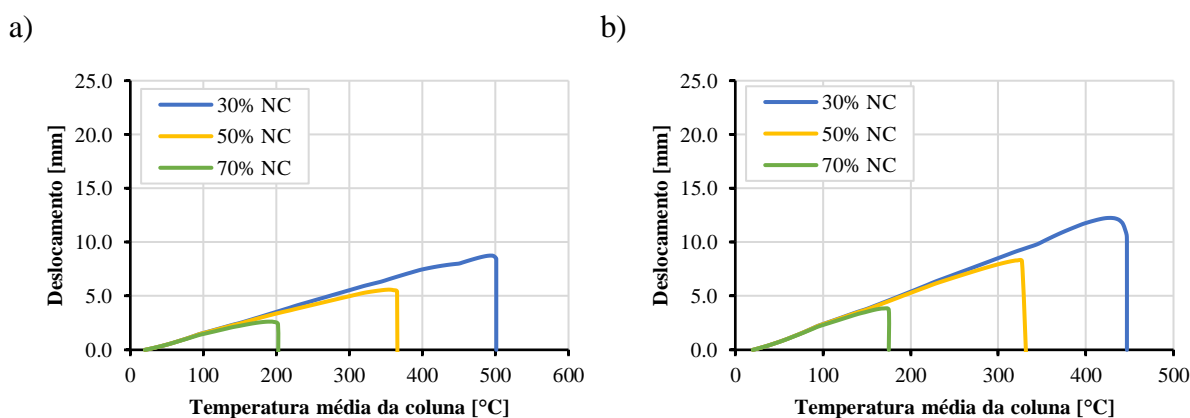 a)
25.0
20.0
15.0
10.0
5.0
0.0
Deslocamento [mm]
30% NC
50% NC
70% NC
0 100 200 300 400 500 600
Temperatura média da coluna [°C]
b)
25.0
20.0
15.0
10.0
5.0
0.0
Deslocamento [mm]
30% NC
50% NC
70% NC
0 100 200 300 400 500
Temperatura média da coluna [°C]